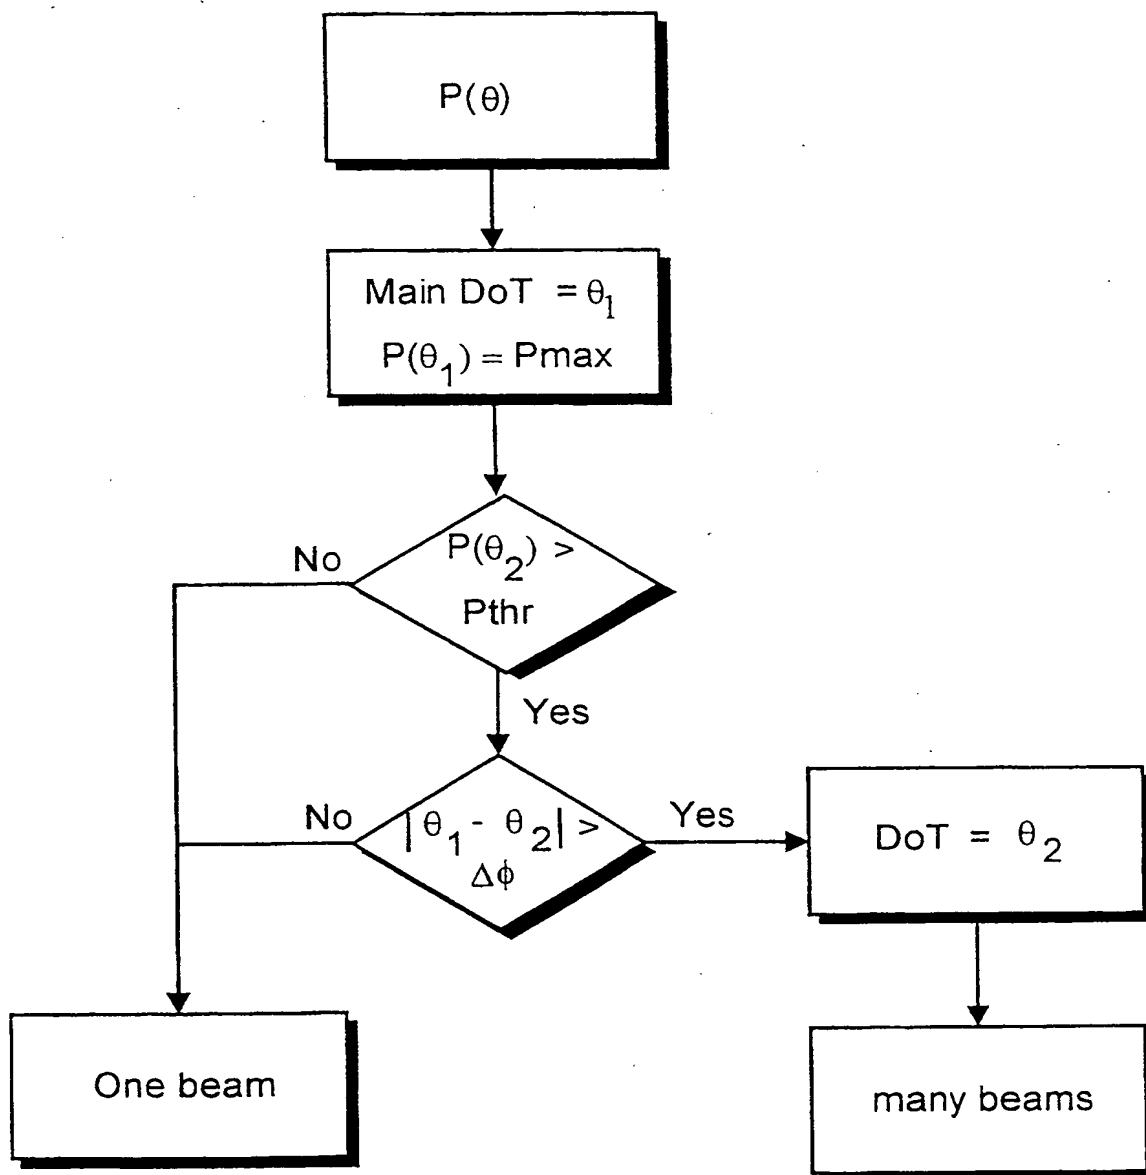 P(θ)
Main DoT = θ₁
P(θ₁) = Pmax
P(θ₂) >
Pthr
No
Yes
|θ₁ - θ₂| >
Δϕ
No
Yes
DoT = θ₂
One beam
many beams